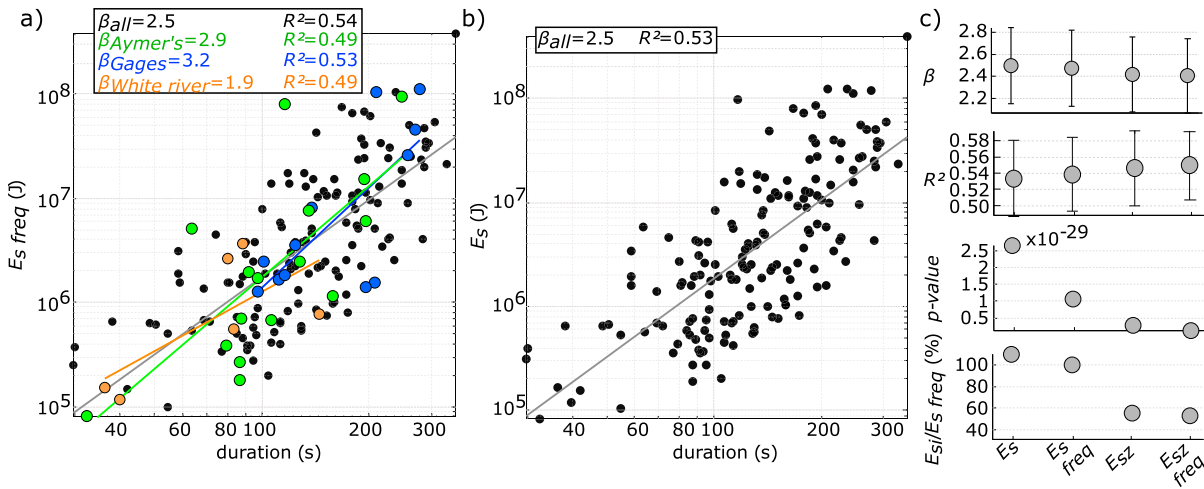 a)
βall=2.5 R²=0.54
βAymer's=2.9 R²=0.49
βGages=3.2 R²=0.53
βWhite river=1.9 R²=0.49
Es freq (J)
10⁸
10⁷
10⁶
10⁵
40 60 80 100 200 300
duration (s)
b)
βall=2.5 R²=0.53
Es (J)
10⁸
10⁷
10⁶
10⁵
40 60 80 100 200 300
duration (s)
c)
β
2.8
2.6
2.4
2.2
R²
0.58
0.56
0.54
0.52
0.50
x10⁻²⁹
p-value
2.5
2
1.5
1
0.5
Esi/Es freq (%)
100
80
60
40
Es
Es freq
Esz
Esz freq